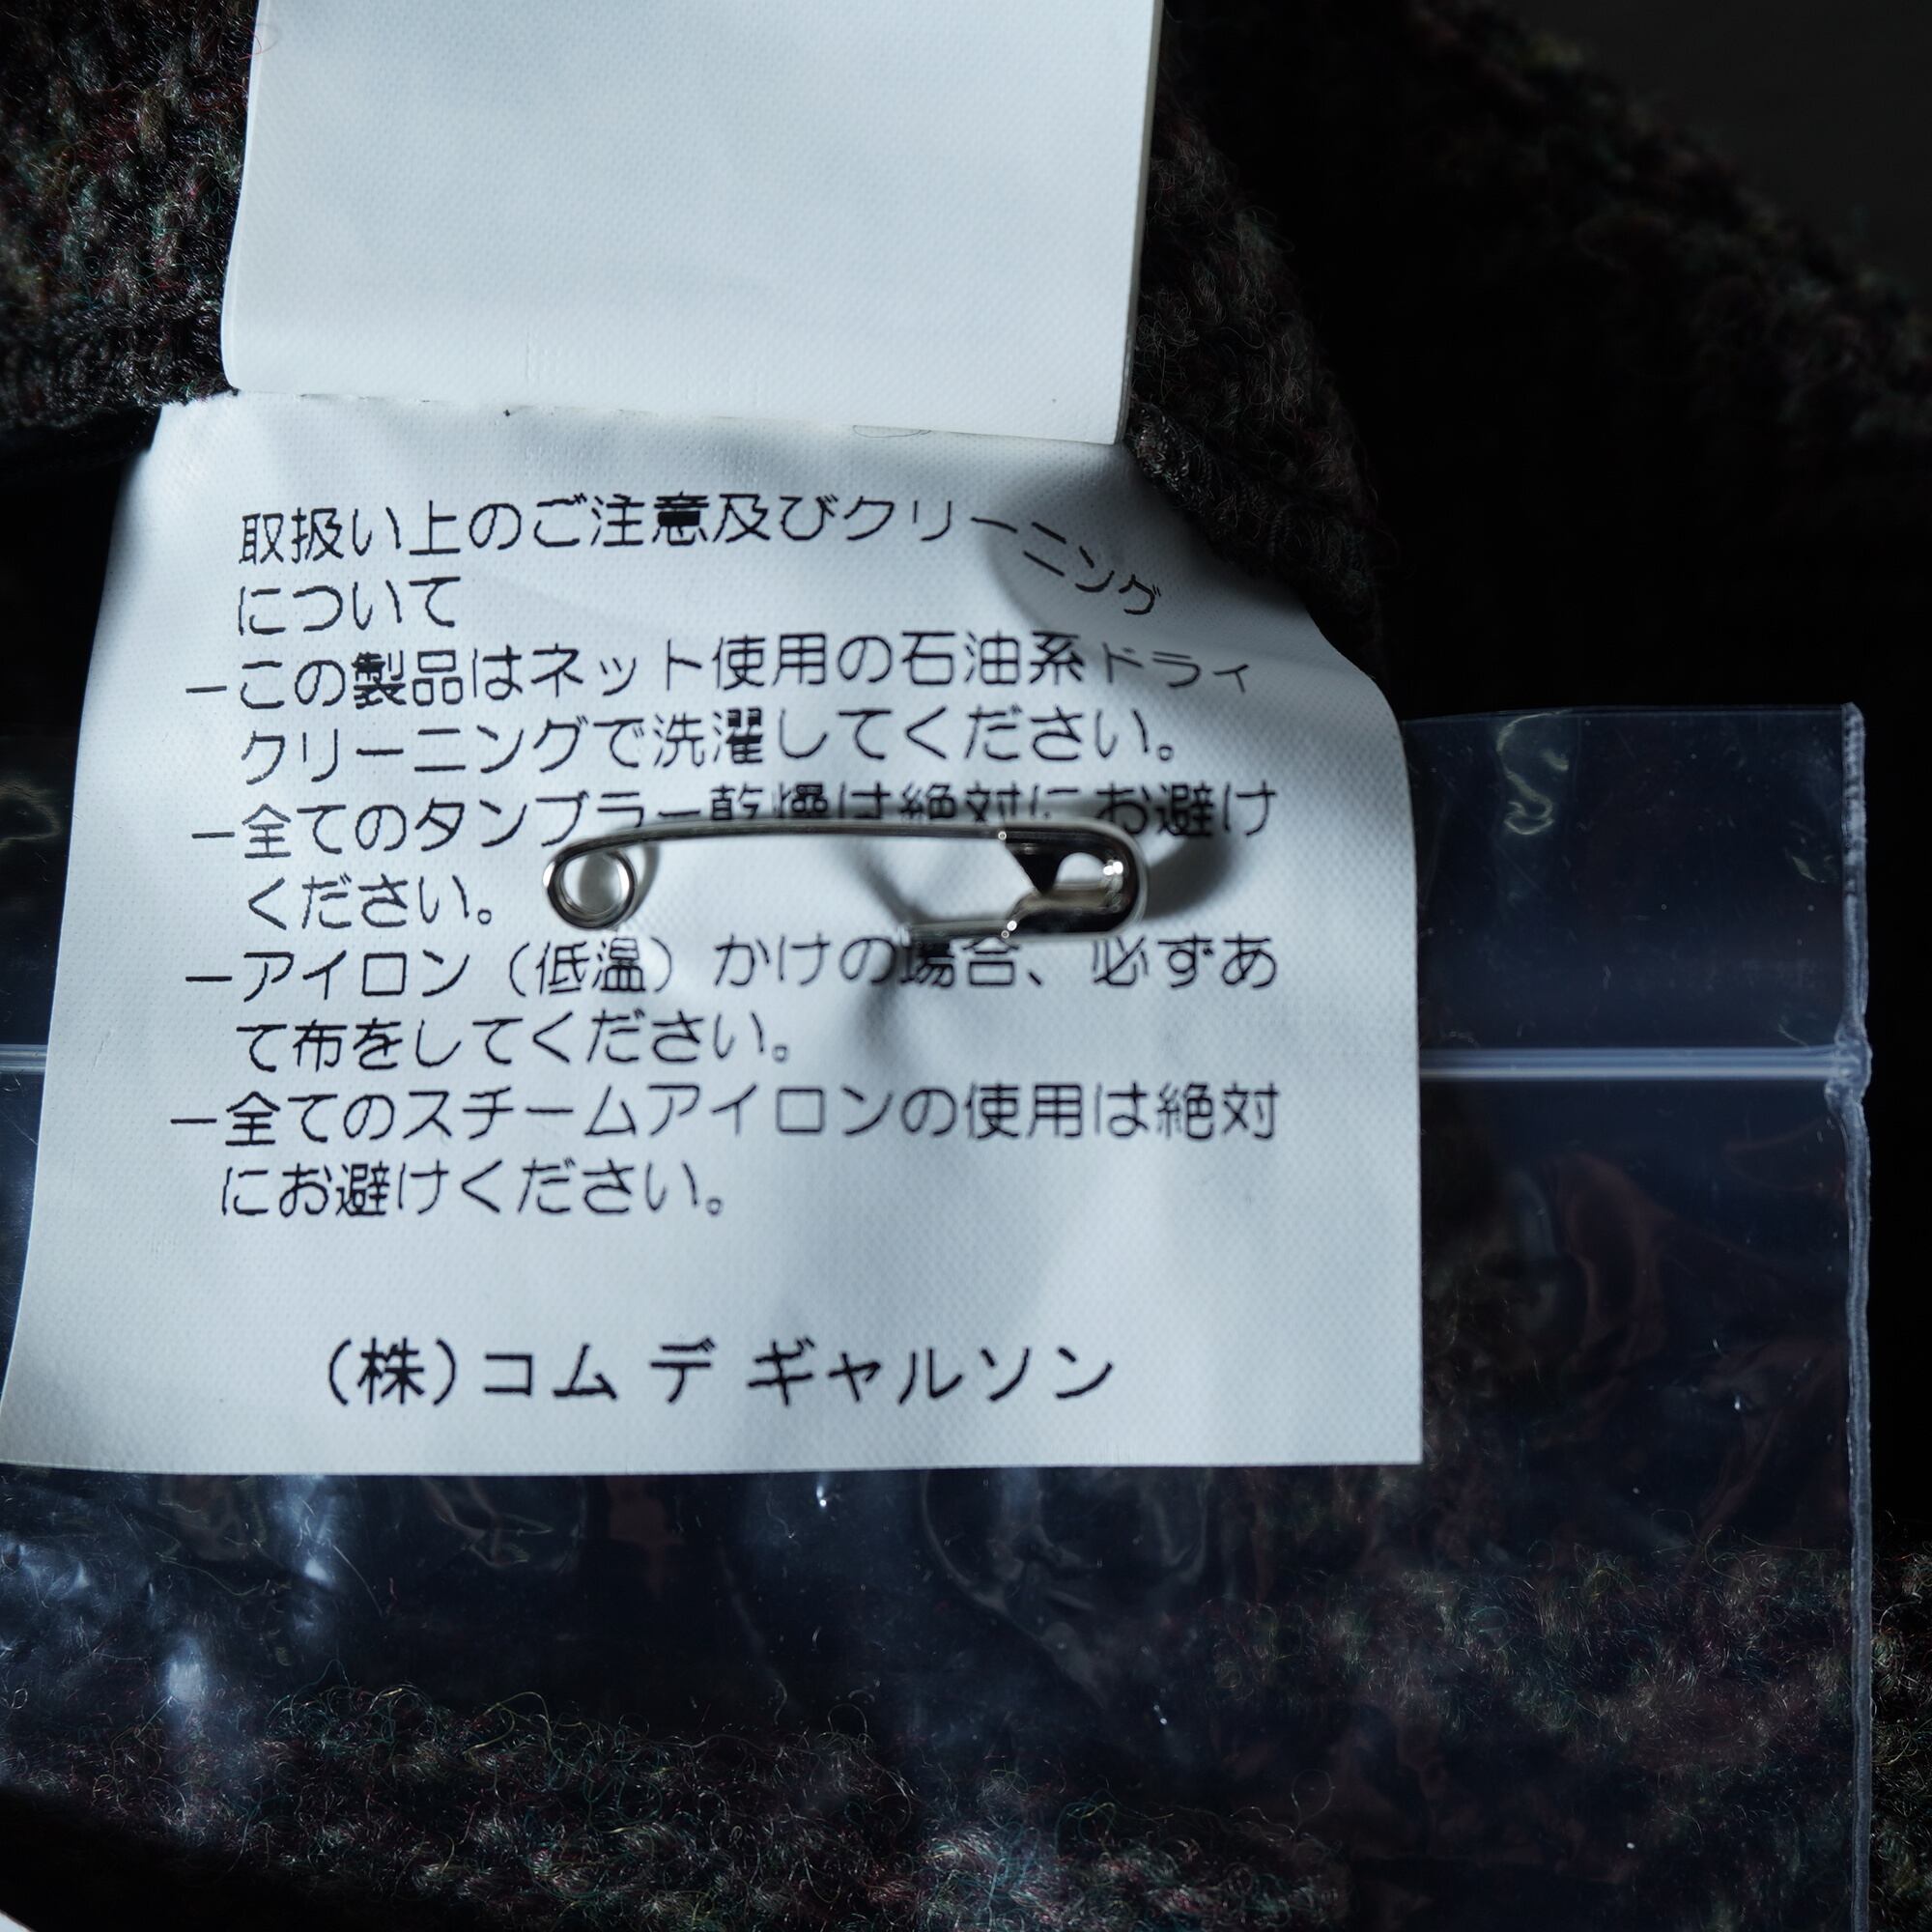 取扱い上のご注意及びクリーニング
について
ーこの製品はネット使用の石油系ドライ
クリーニングで洗濯してください。
ー全てのタンブラー乾燥は絶対にお避け
ください。
ーアイロン（低温）かけの場合、必ずあ
て布をしてください。
ー全てのスチームアイロンの使用は絶対
にお避けください。
(株)コム デ ギャルソン